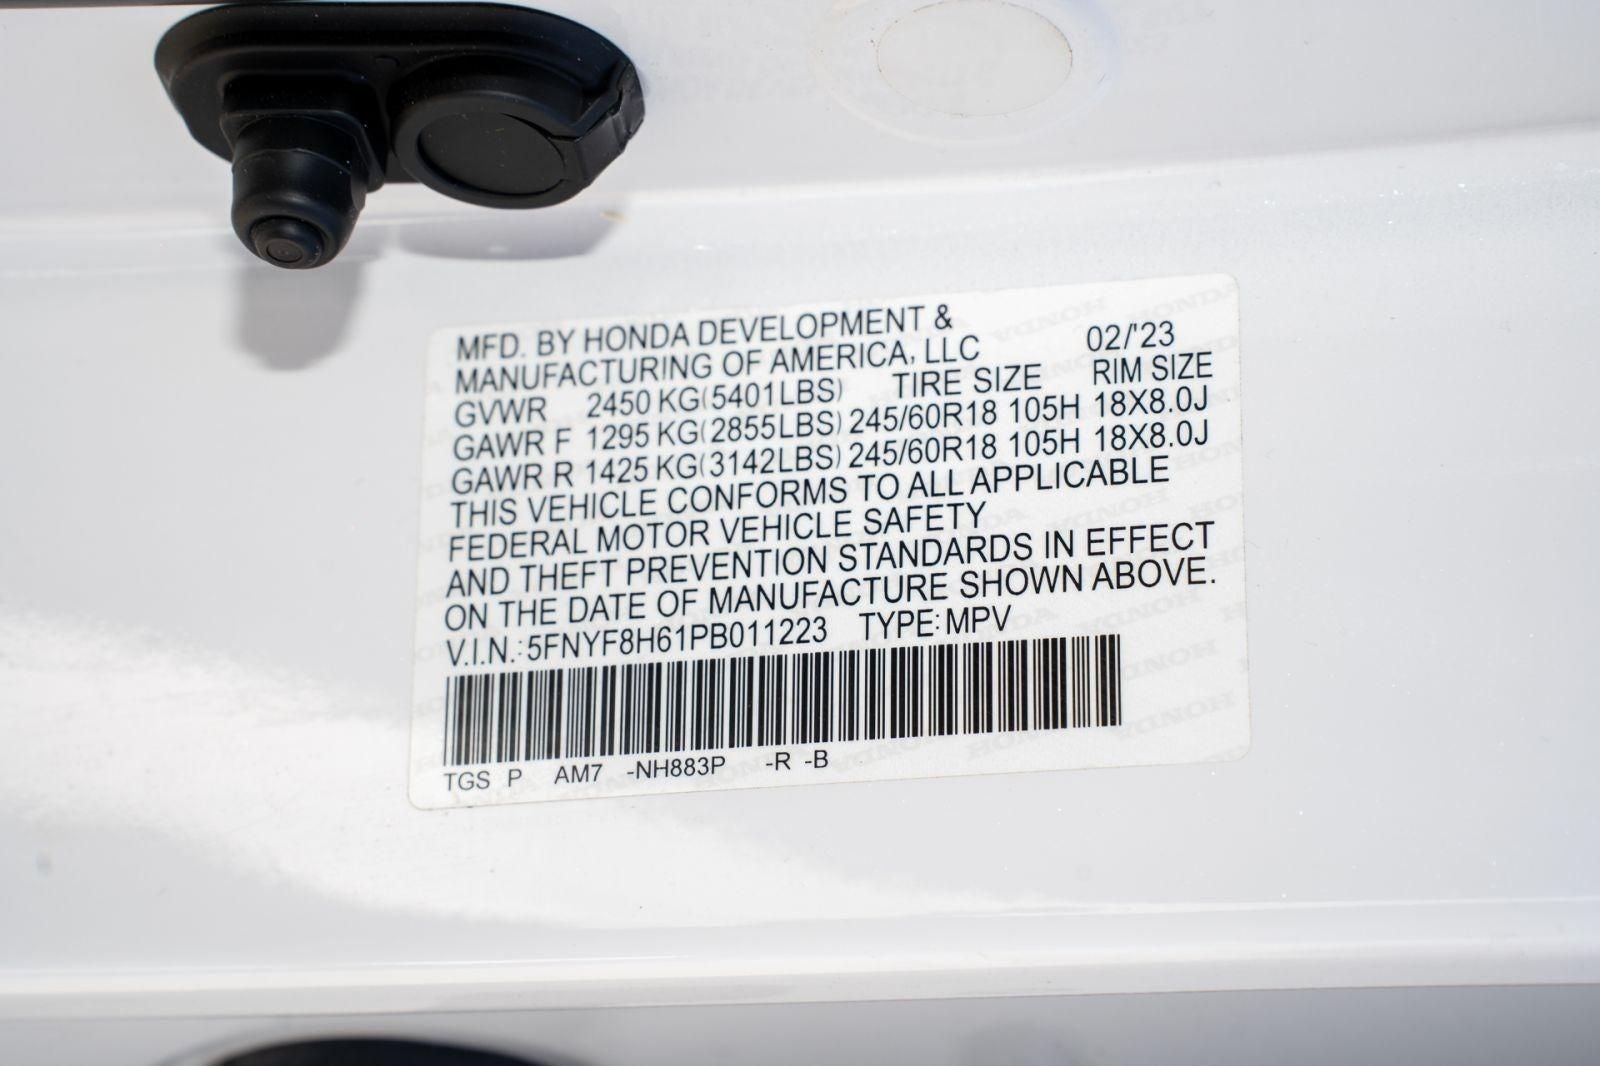 MFD. BY HONDA DEVELOPMENT &
MANUFACTURING OF AMERICA, LLC 02/'23
GVWR 2450 KG(5401LBS) TIRE SIZE RIM SIZE
GAWR F 1295 KG(2855LBS) 245/60R18 105H 18X8.0J
GAWR R 1425 KG(3142LBS) 245/60R18 105H 18X8.0J
THIS VEHICLE CONFORMS TO ALL APPLICABLE
FEDERAL MOTOR VEHICLE SAFETY
AND THEFT PREVENTION STANDARDS IN EFFECT
ON THE DATE OF MANUFACTURE SHOWN ABOVE.
V.I.N.: 5FNYF8H61PB011223 TYPE: MPV
TGS P AM7 -NH883P -R -B